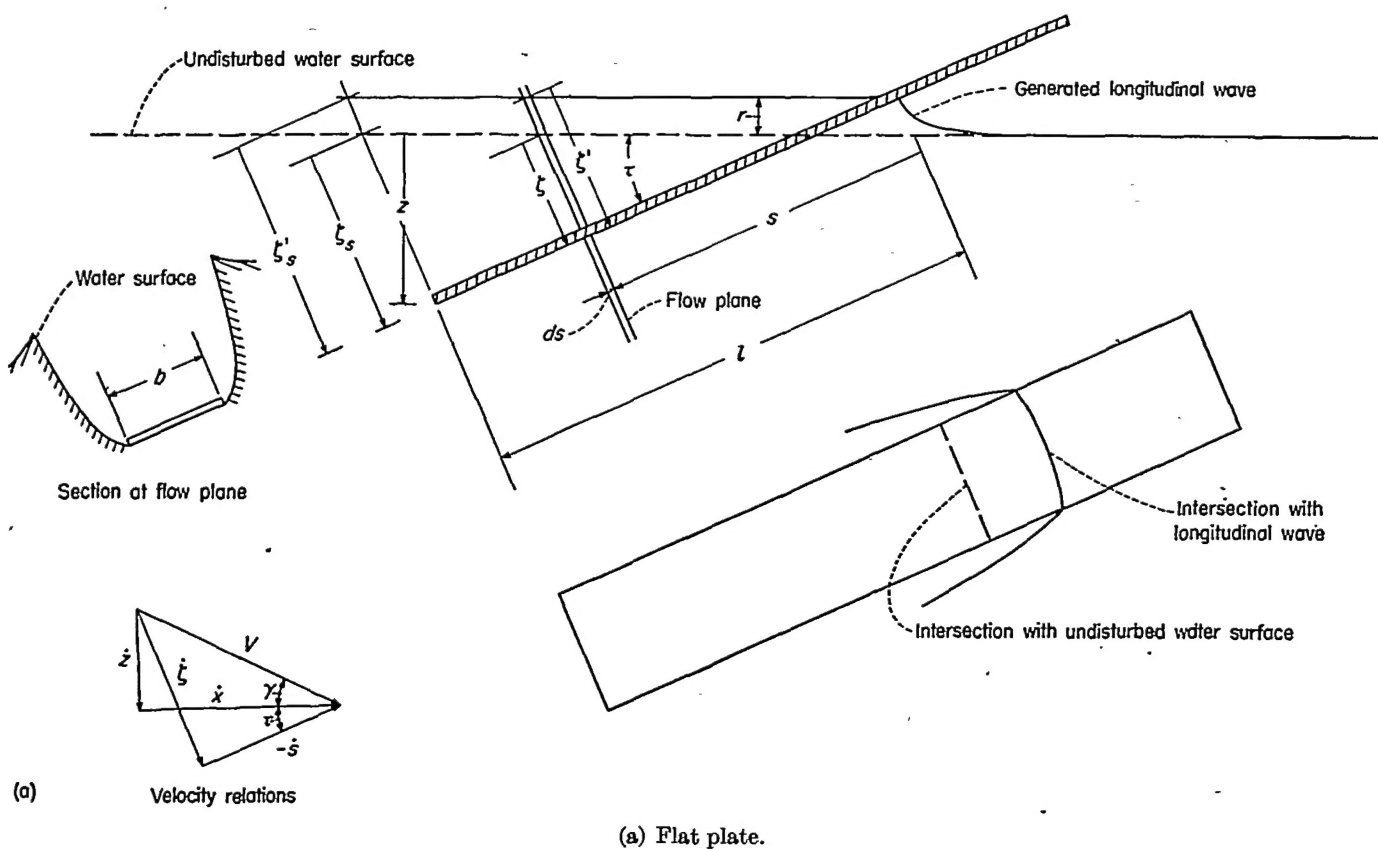 Undisturbed water surface
Generated longitudinal wave
r
τ
ζ'
ζ
z
s
ζ's
ζs
Water surface
Flow plane
ds
l
b
Section at flow plane
Intersection with
longitudinal wave
Intersection with undisturbed water surface
V
ż
ζ̇
ẋ
γ
τ
-ṡ
(a)
Velocity relations
(a) Flat plate.